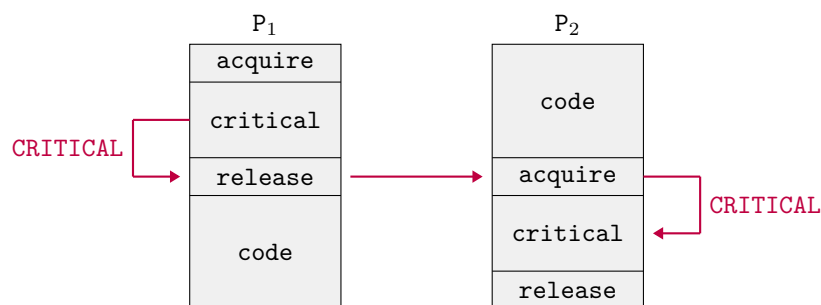 P₁
acquire
critical
CRITICAL
release
code
P₂
code
acquire
CRITICAL
critical
release